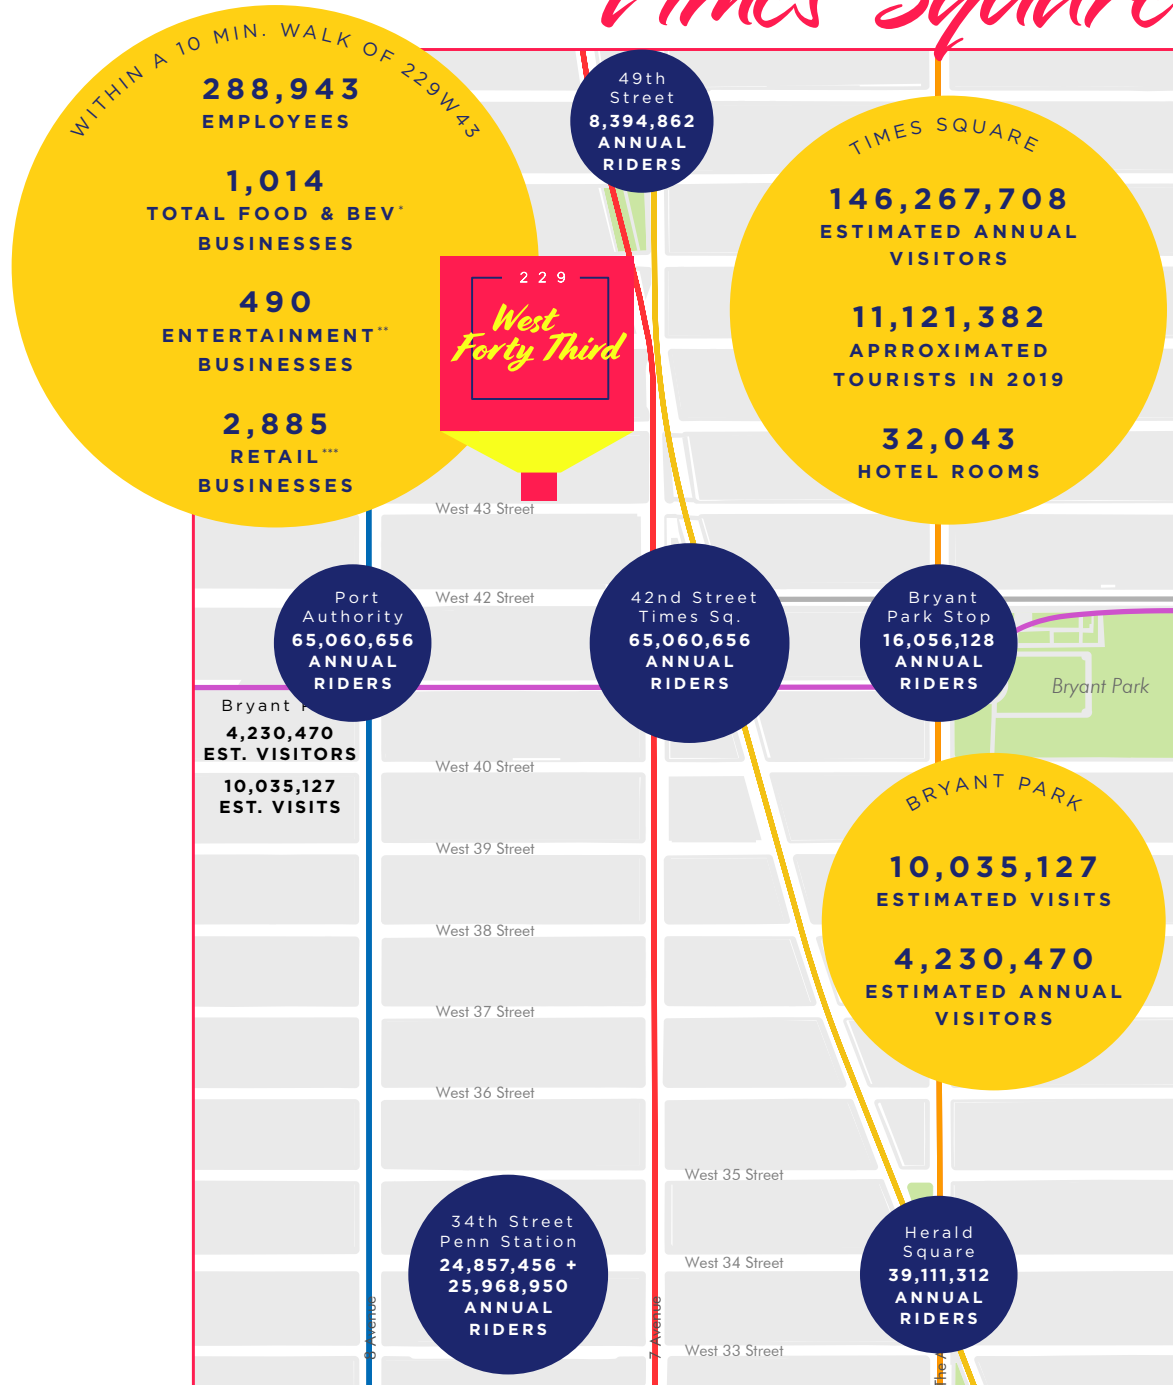 Times Square
WITHIN A 10 MIN. WALK OF 229W43
288,943
EMPLOYEES
1,014
TOTAL FOOD & BEV*
BUSINESSES
490
ENTERTAINMENT**
BUSINESSES
2,885
RETAIL***
BUSINESSES
49th
Street
8,394,862
ANNUAL
RIDERS
TIMES SQUARE
146,267,708
ESTIMATED ANNUAL
VISITORS
11,121,382
APRROXIMATED
TOURISTS IN 2019
32,043
HOTEL ROOMS
229
West
Forty Third
West 43 Street
West 42 Street
Port
Authority
65,060,656
ANNUAL
RIDERS
42nd Street
Times Sq.
65,060,656
ANNUAL
RIDERS
Bryant
Park Stop
16,056,128
ANNUAL
RIDERS
Bryant Park
Bryant
4,230,470
EST. VISITORS
10,035,127
EST. VISITS
West 40 Street
West 39 Street
West 38 Street
West 37 Street
West 36 Street
BRYANT PARK
10,035,127
ESTIMATED VISITS
4,230,470
ESTIMATED ANNUAL
VISITORS
West 35 Street
West 34 Street
West 33 Street
34th Street
Penn Station
24,857,456 +
25,968,950
ANNUAL
RIDERS
Herald
Square
39,111,312
ANNUAL
RIDERS
8 Avenue
7 Avenue
The A